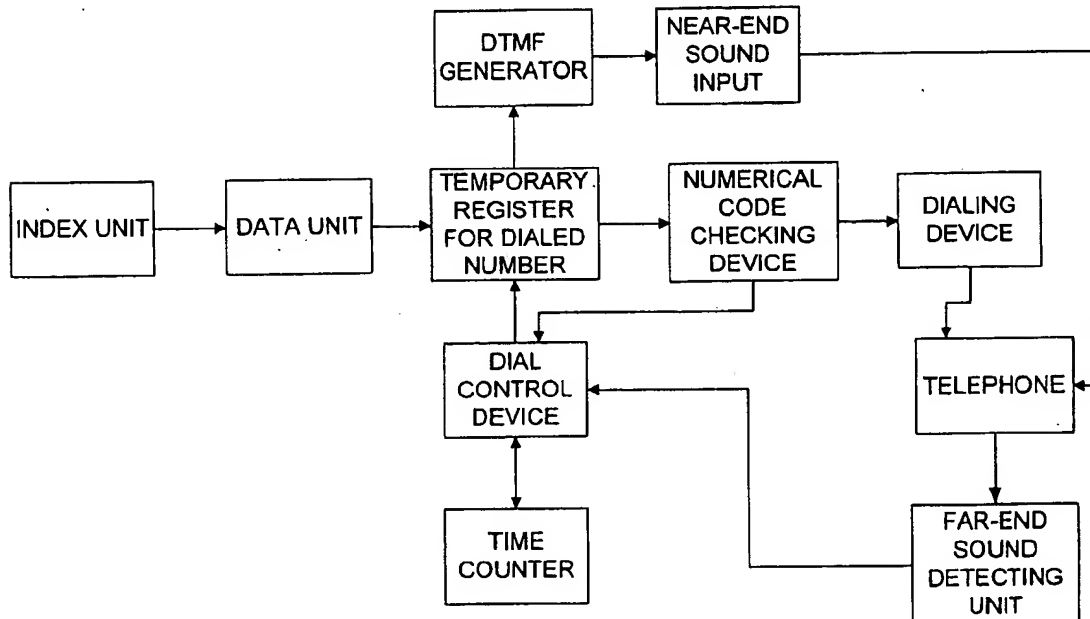 DTMF
GENERATOR
NEAR-END
SOUND
INPUT
INDEX UNIT
DATA UNIT
TEMPORARY
REGISTER
FOR DIALED
NUMBER
NUMERICAL
CODE
CHECKING
DEVICE
DIALING
DEVICE
DIAL
CONTROL
DEVICE
TELEPHONE
TIME
COUNTER
FAR-END
SOUND
DETECTING
UNIT